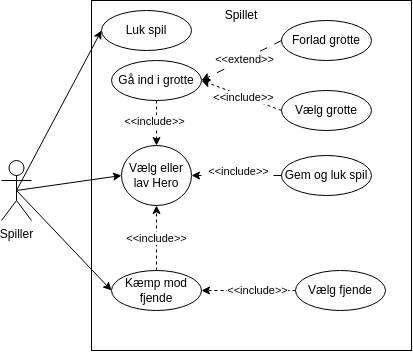 Spillet
Luk spil
Forlad grotte
<<extend>>
Gå ind i grotte
<<include>>
Vælg grotte
<<include>>
Vælg eller
lav Hero
<<include>>
Gem og luk spil
Spiller
<<include>>
Kæmp mod
fjende
<<include>>
Vælg fjende